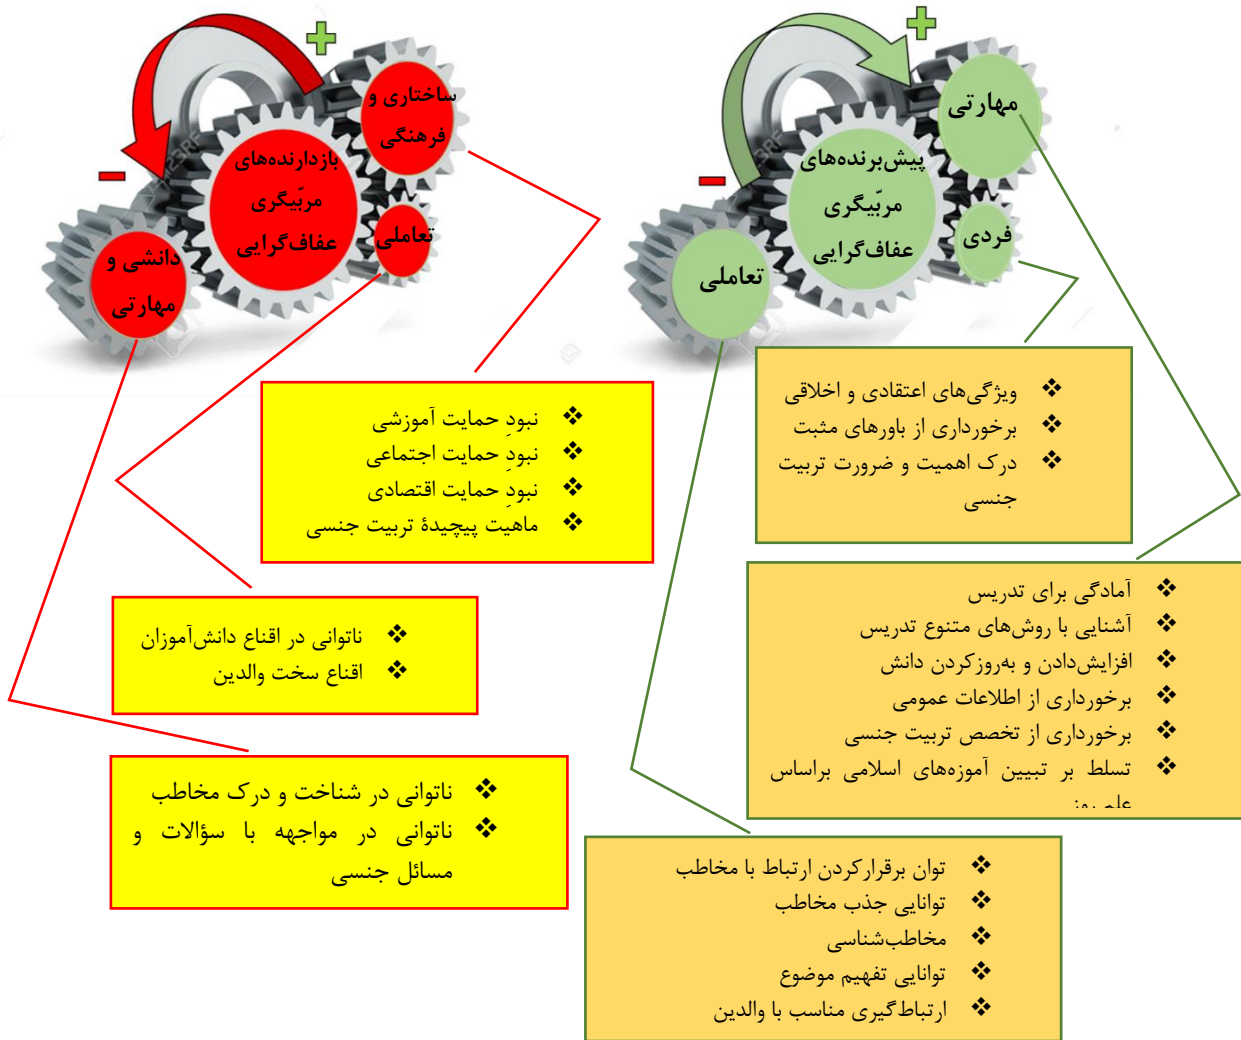 +
ساختاری و
فرهنگی
بازدارنده‌های
مربّیگری
عفاف‌گرایی
تعاملی
-
دانشی و
مهارتی
+
مهارتی
پیش‌برنده‌های
مربّیگری
عفاف‌گرایی
فردی
-
تعاملی
❖ نبودِ حمایت آموزشی
❖ نبودِ حمایت اجتماعی
❖ نبودِ حمایت اقتصادی
❖ ماهیت پیچیدهٔ تربیت جنسی
❖ ناتوانی در اقناع دانش‌آموزان
❖ اقناع سخت والدین
❖ ناتوانی در شناخت و درک مخاطب
❖ ناتوانی در مواجهه با سؤالات و
مسائل جنسی
❖ ویژگی‌های اعتقادی و اخلاقی
❖ برخورداری از باورهای مثبت
❖ درک اهمیت و ضرورت تربیت
جنسی
❖ آمادگی برای تدریس
❖ آشنایی با روش‌های متنوع تدریس
❖ افزایش‌دادن و به‌روزکردن دانش
❖ برخورداری از اطلاعات عمومی
❖ برخورداری از تخصص تربیت جنسی
❖ تسلط بر تبیین آموزه‌های اسلامی براساس
علم روز
❖ توان برقرارکردن ارتباط با مخاطب
❖ توانایی جذب مخاطب
❖ مخاطب‌شناسی
❖ توانایی تفهیم موضوع
❖ ارتباط‌گیری مناسب با والدین